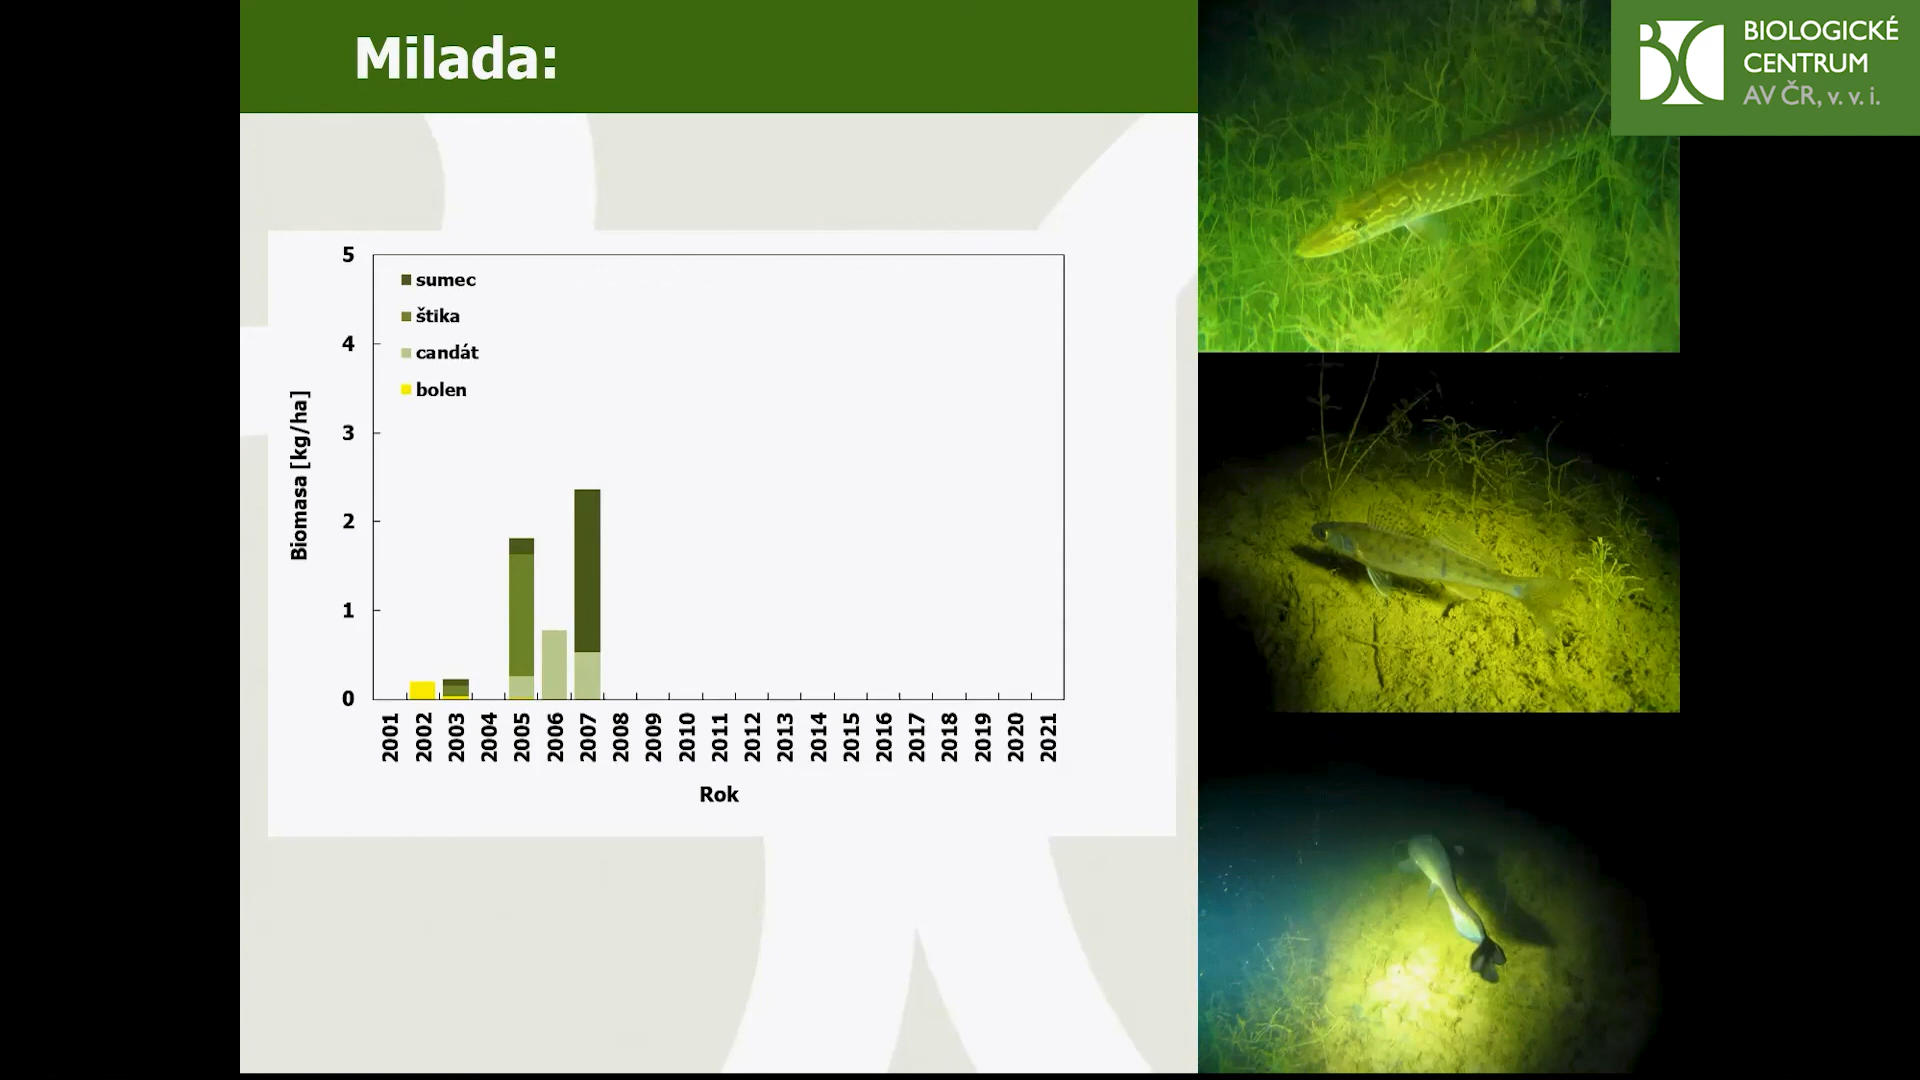 Milada:
BIOLOGICKÉ
CENTRUM
AV ČR, v. v. i.
5
4
3
2
1
0
Biomasa [kg/ha]
sumec
štika
candát
bolen
2001 2002 2003 2004 2005 2006 2007 2008 2009 2010 2011 2012 2013 2014 2015 2016 2017 2018 2019 2020 2021
Rok